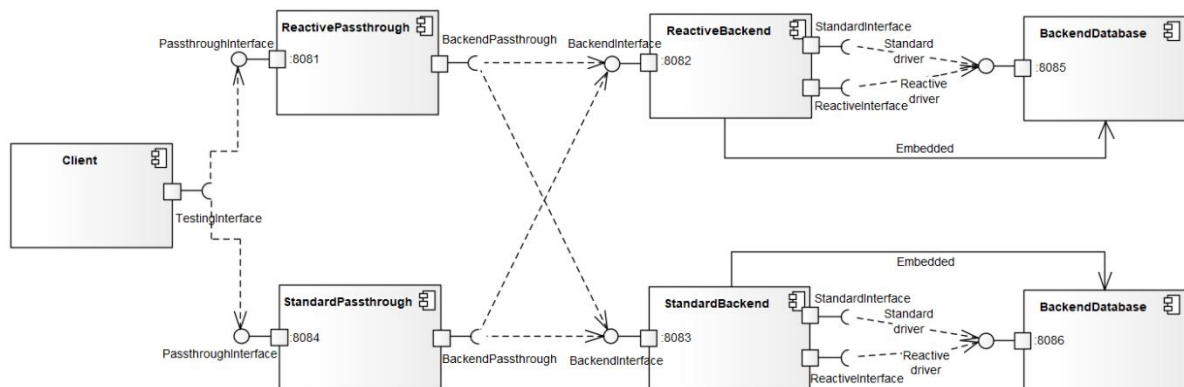 ReactivePassthrough
PassthroughInterface
:8081
BackendPassthrough
BackendInterface
ReactiveBackend
:8082
StandardInterface
Standard
driver
Reactive
driver
ReactiveInterface
BackendDatabase
:8085
Embedded
Client
TestingInterface
StandardPassthrough
PassthroughInterface
:8084
BackendPassthrough
BackendInterface
Embedded
StandardBackend
:8083
StandardInterface
Standard
driver
Reactive
driver
ReactiveInterface
BackendDatabase
:8086